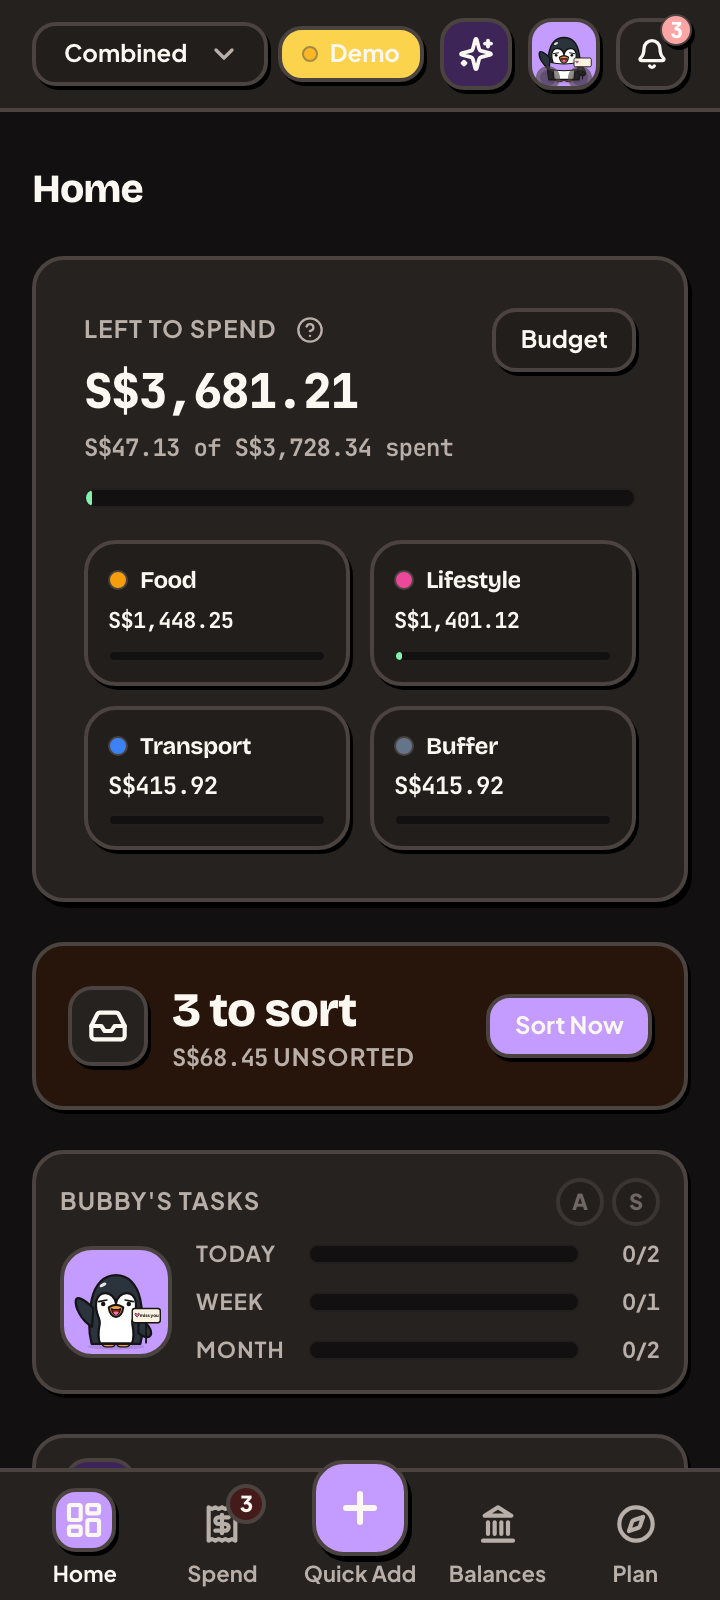 Combined
Demo
3
Home
LEFT TO SPEND
Budget
S$3,681.21
S$47.13 of S$3,728.34 spent
Food
Lifestyle
S$1,448.25
S$1,401.12
Transport
Buffer
S$415.92
S$415.92
3 to sort
Sort Now
S$68.45 UNSORTED
BUBBY'S TASKS
A S
TODAY 0/2
miss you
WEEK 0/1
MONTH 0/2
3
Home
Spend
Quick Add
Balances
Plan